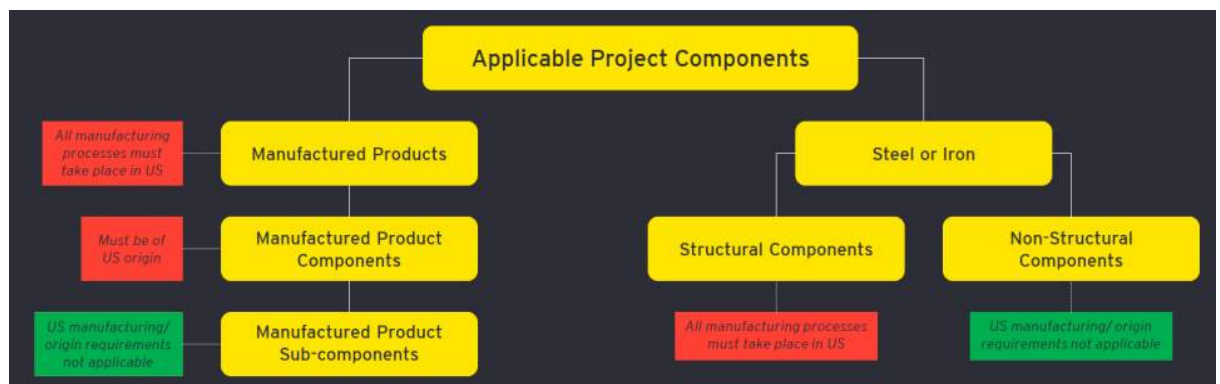 Applicable Project Components
All manufacturing
processes must
take place in US
Manufactured Products
Steel or Iron
Must be of
US origin
Manufactured Product
Components
Structural Components
Non-Structural
Components
US manufacturing/
origin requirements
not applicable
Manufactured Product
Sub-components
All manufacturing processes
must take place in US
US manufacturing/ origin
requirements not applicable